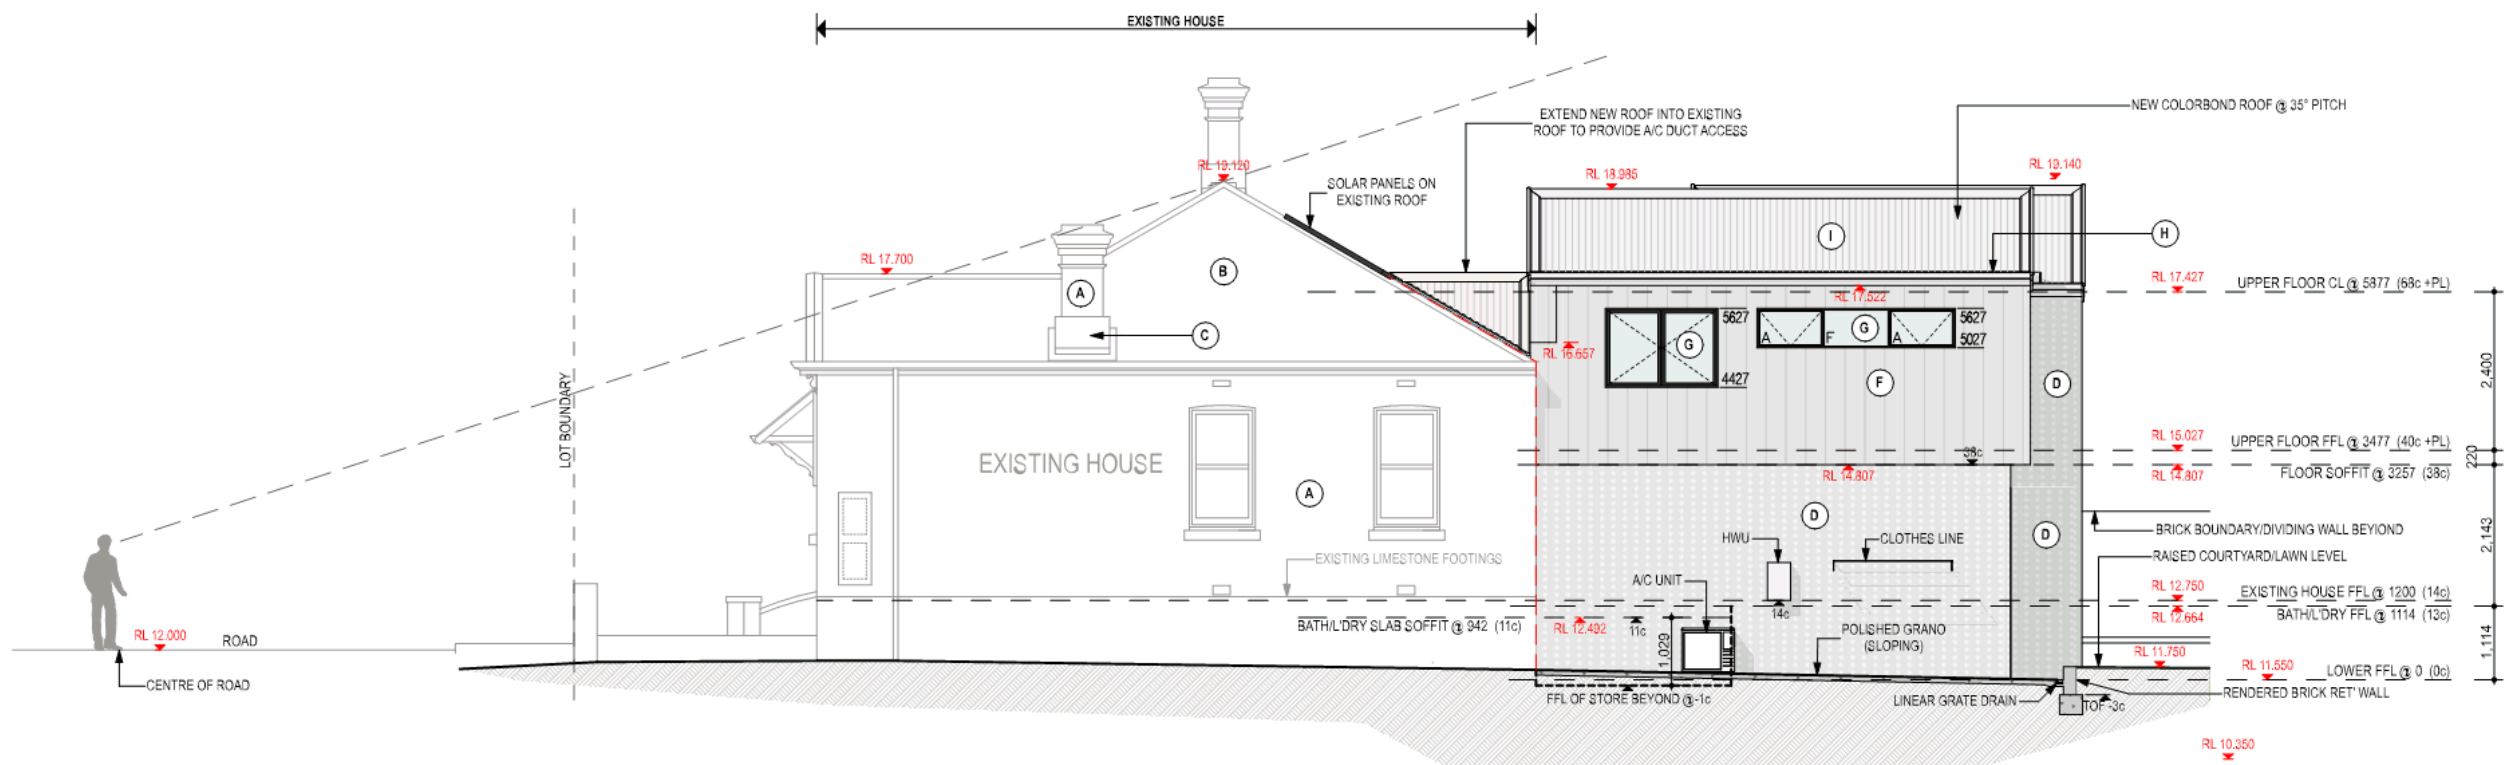 EXISTING HOUSE
NEW COLORBOND ROOF @ 35° PITCH
EXTEND NEW ROOF INTO EXISTING
ROOF TO PROVIDE A/C DUCT ACCESS
RL 19.120
RL 18.985
RL 19.140
SOLAR PANELS ON
EXISTING ROOF
I
H
RL 17.700
B
A
C
RL 17.427
UPPER FLOOR CL @ 5877 (68c +PL)
RL 17.522
5627
G
4427
A
F
G
A
5627
5027
RL 16.657
F
D
2,400
LOT BOUNDARY
EXISTING HOUSE
A
RL 15.027
UPPER FLOOR FFL @ 3477 (40c +PL)
38c
220
RL 14.807
RL 14.807
FLOOR SOFFIT @ 3257 (38c)
D
D
BRICK BOUNDARY/DIVIDING WALL BEYIOND
2,143
HWU
CLOTHES LINE
RAISED COURTYARD/LAWN LEVEL
EXISTING LIMESTONE FOOTINGS
A/C UNIT
14c
RL 12.750
EXISTING HOUSE FFL @ 1200 (14c)
RL 12.664
BATH/L'DRY FFL @ 1114 (13c)
BATH/L'DRY SLAB SOFFIT @ 942 (11c)
RL 12.492
11c
1,029
POLISHED GRANO
(SLOPING)
1,114
RL 12.000
ROAD
CENTRE OF ROAD
RL 11.750
RL 11.550
LOWER FFL @ 0 (0c)
FFL OF STORE BEYOND @-1c
LINEAR GRATE DRAIN
RENDERED BRICK RET' WALL
TOF -3c
RL 10.350